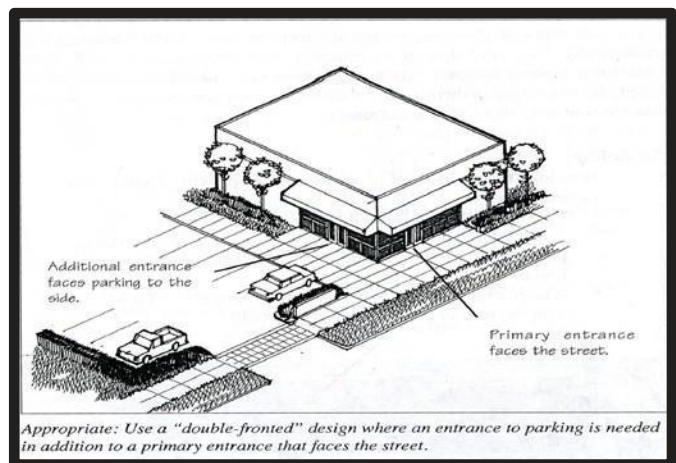 Additional entrance
faces parking to the
side.
Primary entrance
faces the street.
Appropriate: Use a “double-fronted” design where an entrance to parking is needed
in addition to a primary entrance that faces the street.